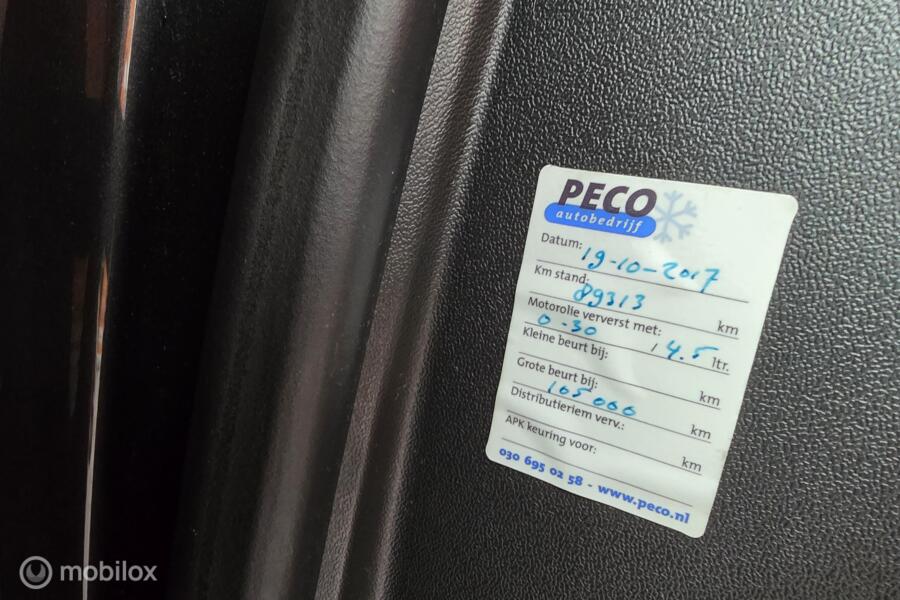 PECO
autobedrijf
Datum: 19-10-2017
Km stand: 89313 km
Motorolie ververst met: 0-30 / 4.5 ltr.
Kleine beurt bij: km
Grote beurt bij: 105000 km
Distributieriem verv.: km
APK keuring voor:
030 695 02 58 - www.peco.nl
mobilox